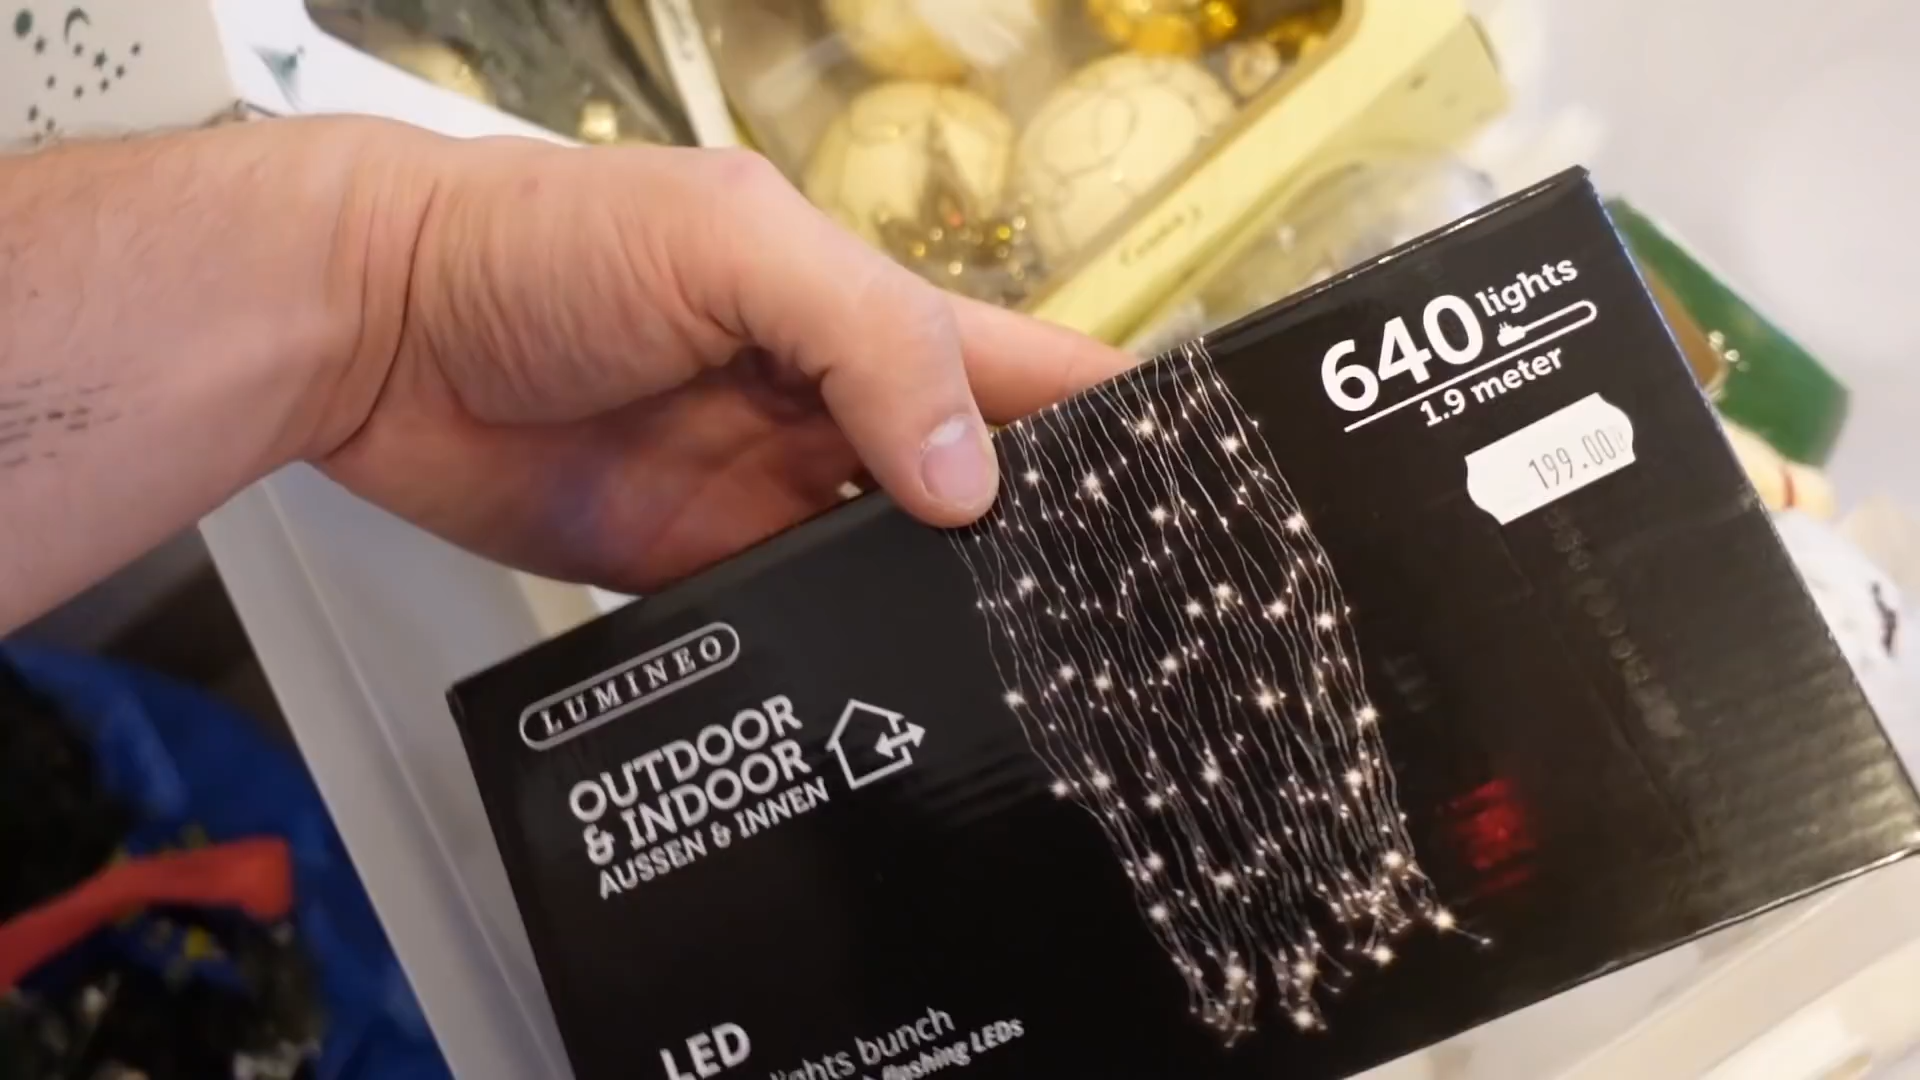 640 lights
1.9 meter
199.00
LUMINEO
OUTDOOR
& INDOOR
AUSSEN & INNEN
LED
lights bunch
flashing LEDs